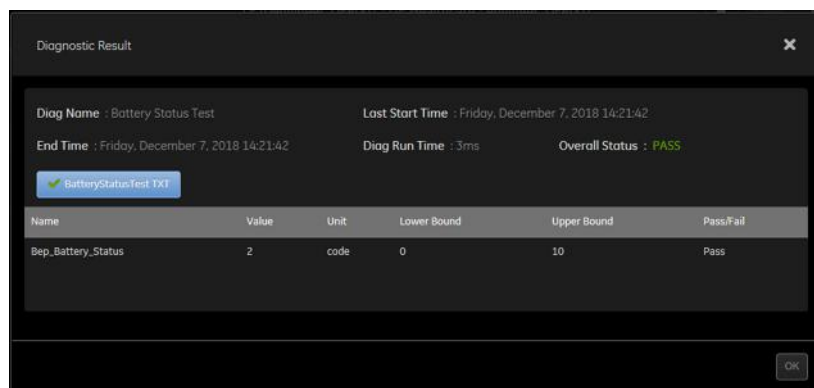 Diagnostic Result
Diag Name : Battery Status Test Last Start Time : Friday, December 7, 2018 14:21:42
End Time : Friday, December 7, 2018 14:21:42 Diag Run Time : 3ms Overall Status : PASS
BatteryStatusTest TXT
Name Value Unit Lower Bound Upper Bound Pass/Fail
Bep_Battery_Status 2 code 0 10 Pass
OK